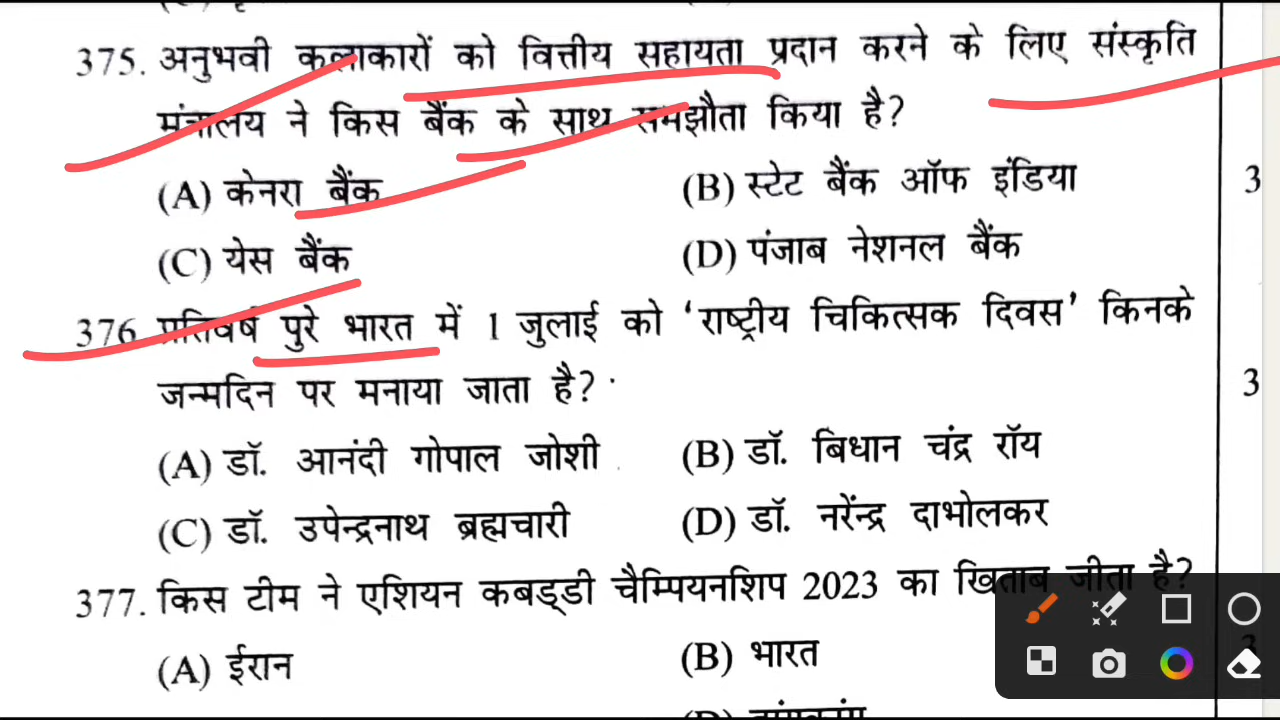 375. अनुभवी कलाकारों को वित्तीय सहायता प्रदान करने के लिए संस्कृति
मंत्रालय ने किस बैंक के साथ समझौता किया है?
(A) केनरा बैंक (B) स्टेट बैंक ऑफ इंडिया 3
(C) येस बैंक (D) पंजाब नेशनल बैंक
376. प्रतिवर्ष पुरे भारत में 1 जुलाई को ‘राष्ट्रीय चिकित्सक दिवस’ किनके
जन्मदिन पर मनाया जाता है? 3
(A) डॉ. आनंदी गोपाल जोशी (B) डॉ. बिधान चंद्र रॉय
(C) डॉ. उपेन्द्रनाथ ब्रह्मचारी (D) डॉ. नरेंन्द्र दाभोलकर
377. किस टीम ने एशियन कबड्डी चैम्पियनशिप 2023 का खिताब जीता है?
(A) ईरान (B) भारत